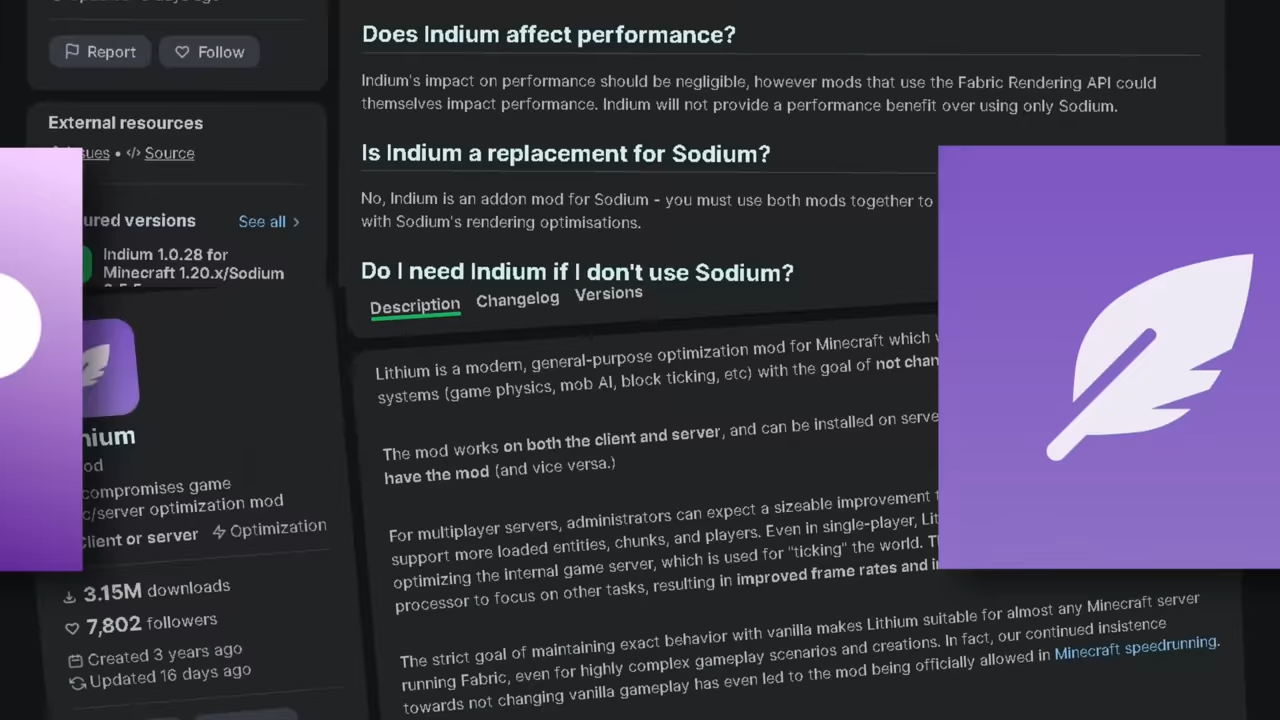 Report
Follow
External resources
Source
versions
See all
Indium 1.0.28 for
Minecraft 1.20.x/Sodium
Does Indium affect performance?
Indium's impact on performance should be negligible, however mods that use the Fabric Rendering API could
themselves impact performance. Indium will not provide a performance benefit over using only Sodium.
Is Indium a replacement for Sodium?
No, Indium is an addon mod for Sodium - you must use both mods together to
with Sodium's rendering optimisations.
Do I need Indium if I don't use Sodium?
compromises game
c/server optimization mod
Client or server Optimization
3.15M downloads
7,802 followers
Created 3 years ago
Updated 16 days ago
Description Changelog Versions
Lithium is a modern, general-purpose optimization mod for Minecraft which
systems (game physics, mob AI, block ticking, etc) with the goal of not
The mod works on both the client and server, and can be installed on
have the mod (and vice versa.)
For multiplayer servers, administrators can expect a sizeable improvement
support more loaded entities, chunks, and players. Even in single-player,
optimizing the internal game server, which is used for "ticking" the world.
processor to focus on other tasks, resulting in improved frame rates and
The strict goal of maintaining exact behavior with vanilla makes Lithium suitable for almost any Minecraft server
running Fabric, even for highly complex gameplay scenarios and creations. In fact, our continued insistence
towards not changing vanilla gameplay has even led to the mod being officially allowed in Minecraft speedrunning.